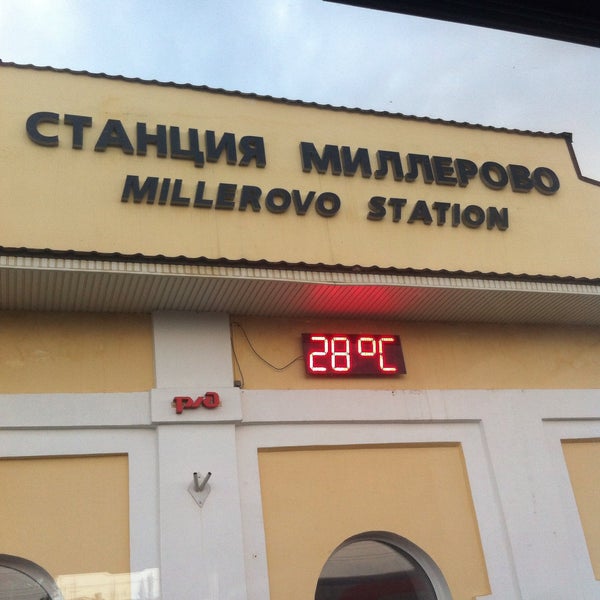 СТАНЦИЯ МИЛЛЕРОВО
MILLEROVO STATION
28°C
РЖД